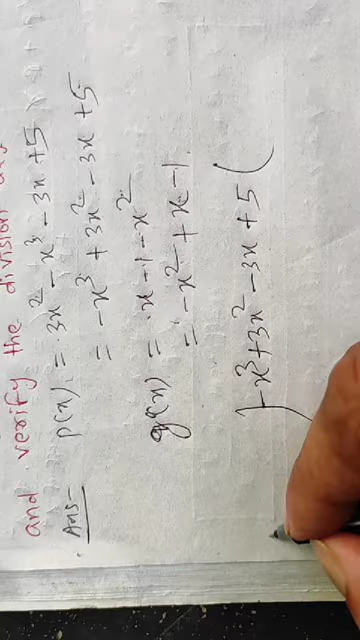 and verify the division
Ans- p(x) = 3x² - x³ - 3x + 5
= -x³ + 3x² - 3x + 5
g(x) = x - 1 - x²
= -x² + x - 1
) -x³ + 3x² - 3x + 5 (